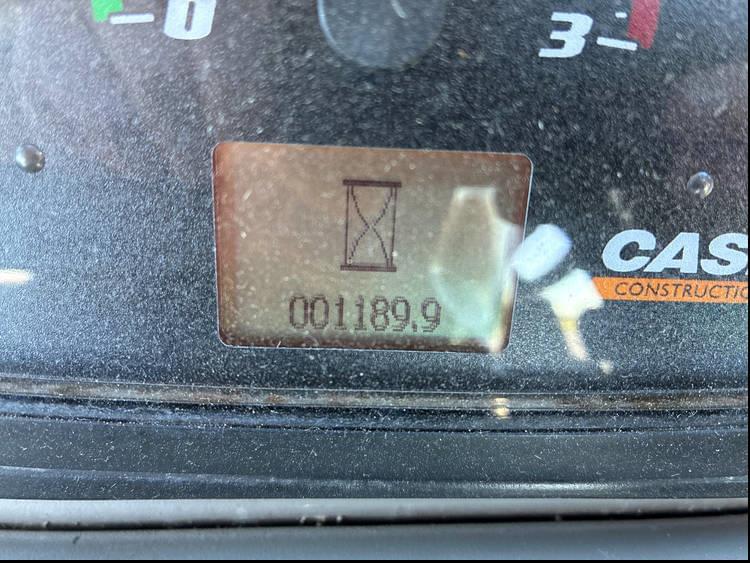 0
3
CAS
CONSTRUCTIO
001189.9